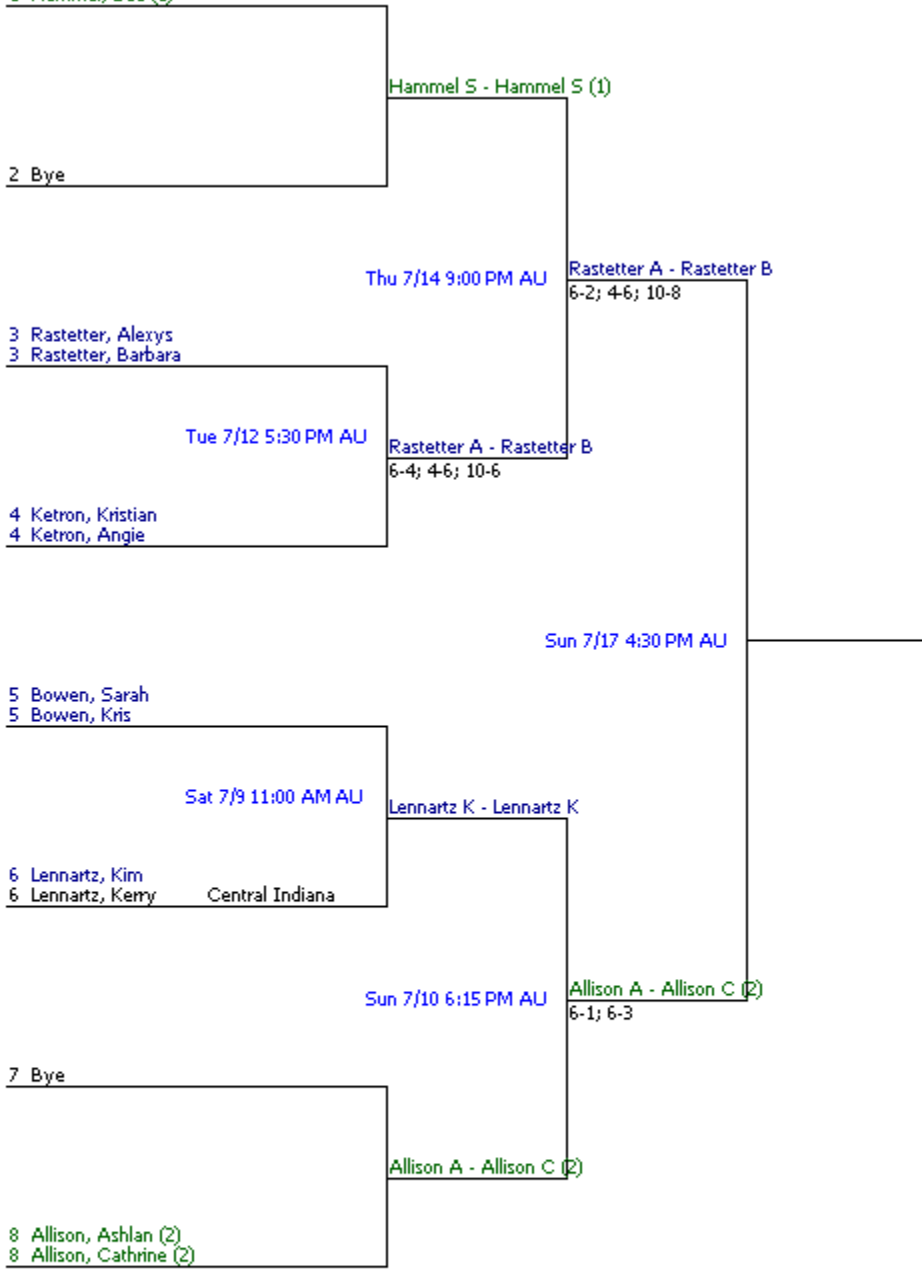 Hammel S - Hammel S (1)
2 Bye
Thu 7/14 9:00 PM AU
Rastetter A - Rastetter B
6-2; 4-6; 10-8
3 Rastetter, Alexys
3 Rastetter, Barbara
Tue 7/12 5:30 PM AU
Rastetter A - Rastetter B
6-4; 4-6; 10-6
4 Ketron, Kristian
4 Ketron, Angie
Sun 7/17 4:30 PM AU
5 Bowen, Sarah
5 Bowen, Kris
Sat 7/9 11:00 AM AU
Lennartz K - Lennartz K
6 Lennartz, Kim
6 Lennartz, Kerry Central Indiana
Sun 7/10 6:15 PM AU
Allison A - Allison C (2)
6-1; 6-3
7 Bye
Allison A - Allison C (2)
8 Allison, Ashlan (2)
8 Allison, Cathrine (2)